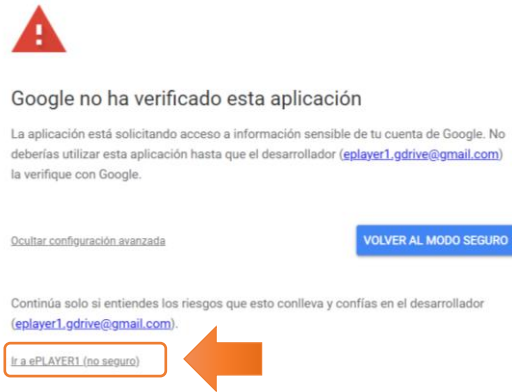 Google no ha verificado esta aplicación
La aplicación está solicitando acceso a información sensible de tu cuenta de Google. No
deberías utilizar esta aplicación hasta que el desarrollador (eplayer1.gdrive@gmail.com)
la verifique con Google.
Ocultar configuración avanzada
VOLVER AL MODO SEGURO
Continúa solo si entiendes los riesgos que esto conlleva y confías en el desarrollador
(eplayer1.gdrive@gmail.com).
Ir a ePLAYER1 (no seguro)